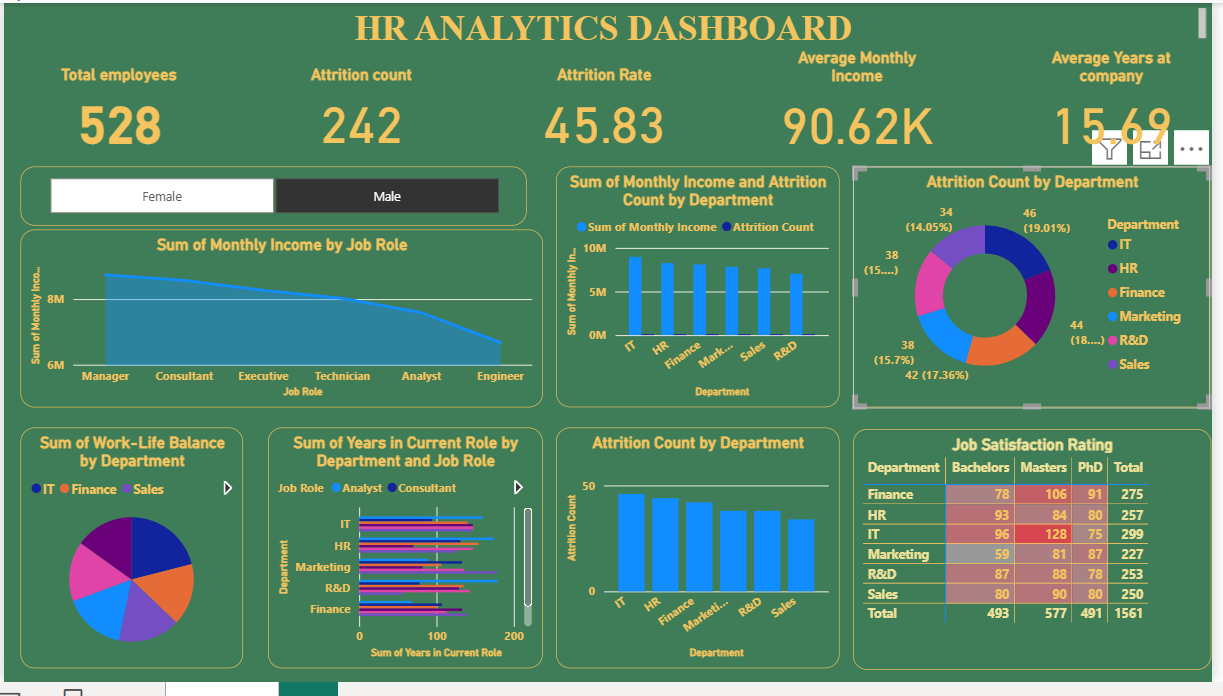 HR ANALYTICS DASHBOARD
Total employees
528
Attrition count
242
Attrition Rate
45.83
Average Monthly
Income
90.62K
Average Years at
company
15.69
Female
Male
Sum of Monthly Income by Job Role
Sum of Monthly Inco...
8M
6M
Manager Consultant Executive Technician Analyst Engineer
Job Role
Sum of Monthly Income and Attrition
Count by Department
Sum of Monthly Income Attrition Count
Sum of Monthly In...
10M
5M
0M
IT HR Finance Mark... Sales R&D
Department
Attrition Count by Department
34
(14.05%)
46
(19.01%)
38
(15....)
44
(18....)
38
(15.7%)
42 (17.36%)
Department
IT
HR
Finance
Marketing
R&D
Sales
Sum of Work-Life Balance
by Department
IT Finance Sales
Sum of Years in Current Role by
Department and Job Role
Job Role Analyst Consultant
Department
IT
HR
Marketing
R&D
Finance
0 100 200
Sum of Years in Current Role
Attrition Count by Department
Attrition Count
50
0
IT HR Finance Marketi... R&D Sales
Department
Job Satisfaction Rating
Department Bachelors Masters PhD Total
Finance 78 106 91 275
HR 93 84 80 257
IT 96 128 75 299
Marketing 59 81 87 227
R&D 87 88 78 253
Sales 80 90 80 250
Total 493 577 491 1561